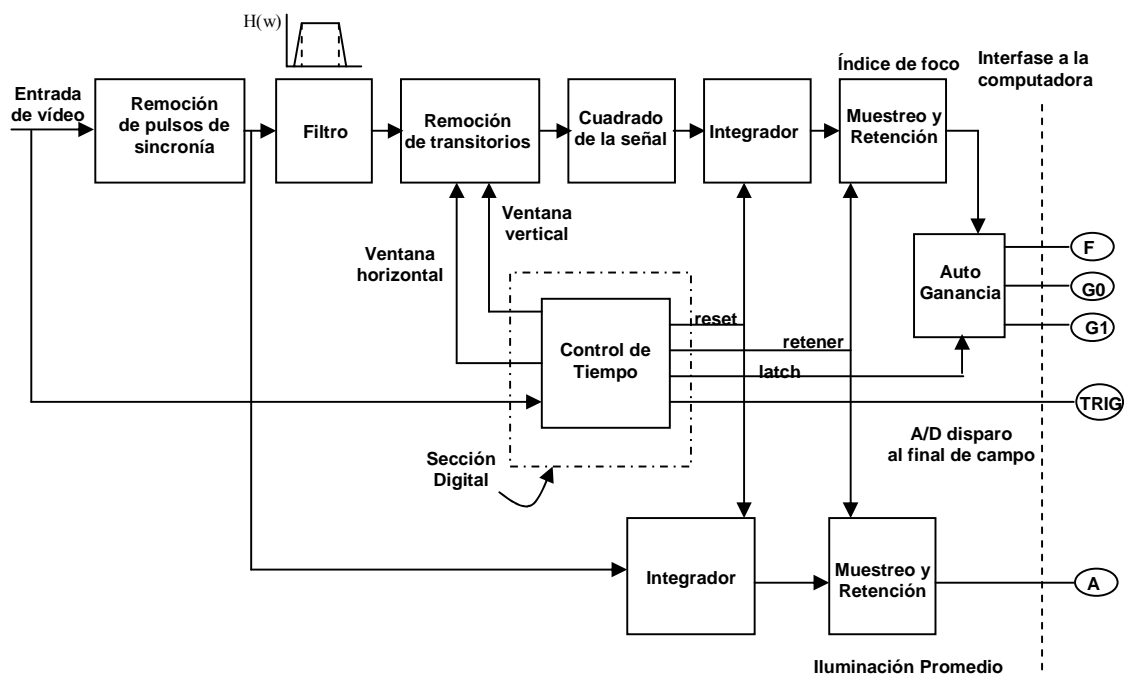 H(w)
Índice de foco
Interfase a la
computadora
Entrada
de vídeo
Remoción
de pulsos de
sincronía
Filtro
Remoción
de transitorios
Cuadrado
de la señal
Integrador
Muestreo y
Retención
Ventana
vertical
Ventana
horizontal
Auto
Ganancia
F
G0
G1
reset
retener
latch
Control de
Tiempo
TRIG
A/D disparo
al final de campo
Sección
Digital
Integrador
Muestreo y
Retención
A
Iluminación Promedio